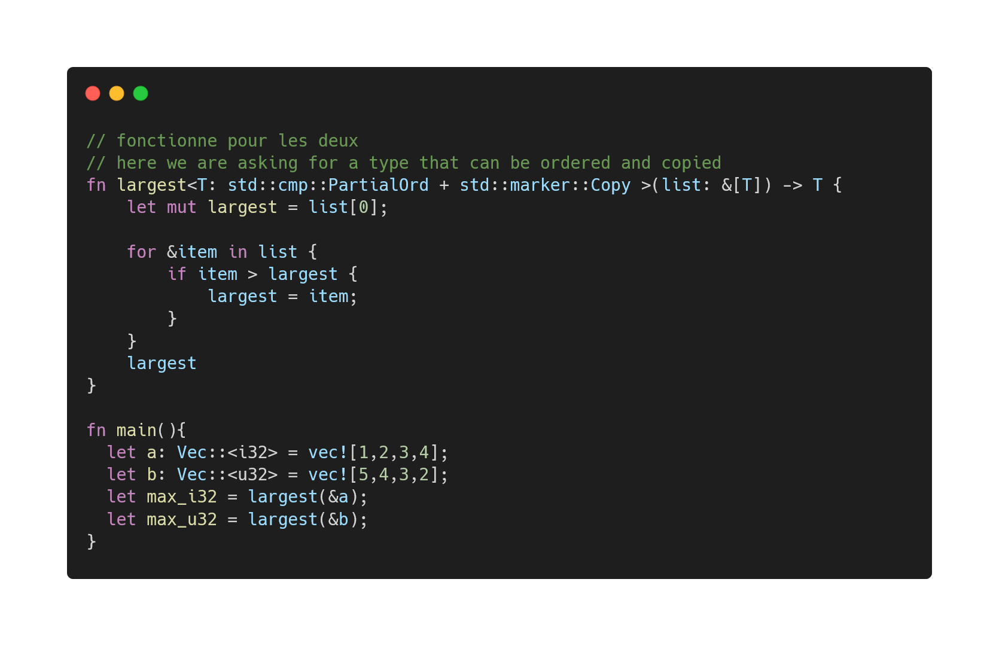 // fonctionne pour les deux
// here we are asking for a type that can be ordered and copied
fn largest<T: std::cmp::PartialOrd + std::marker::Copy >(list: &[T]) -> T {
    let mut largest = list[0];

    for &item in list {
        if item > largest {
            largest = item;
        }
    }
    largest
}

fn main(){
  let a: Vec::<i32> = vec![1,2,3,4];
  let b: Vec::<u32> = vec![5,4,3,2];
  let max_i32 = largest(&a);
  let max_u32 = largest(&b);
}